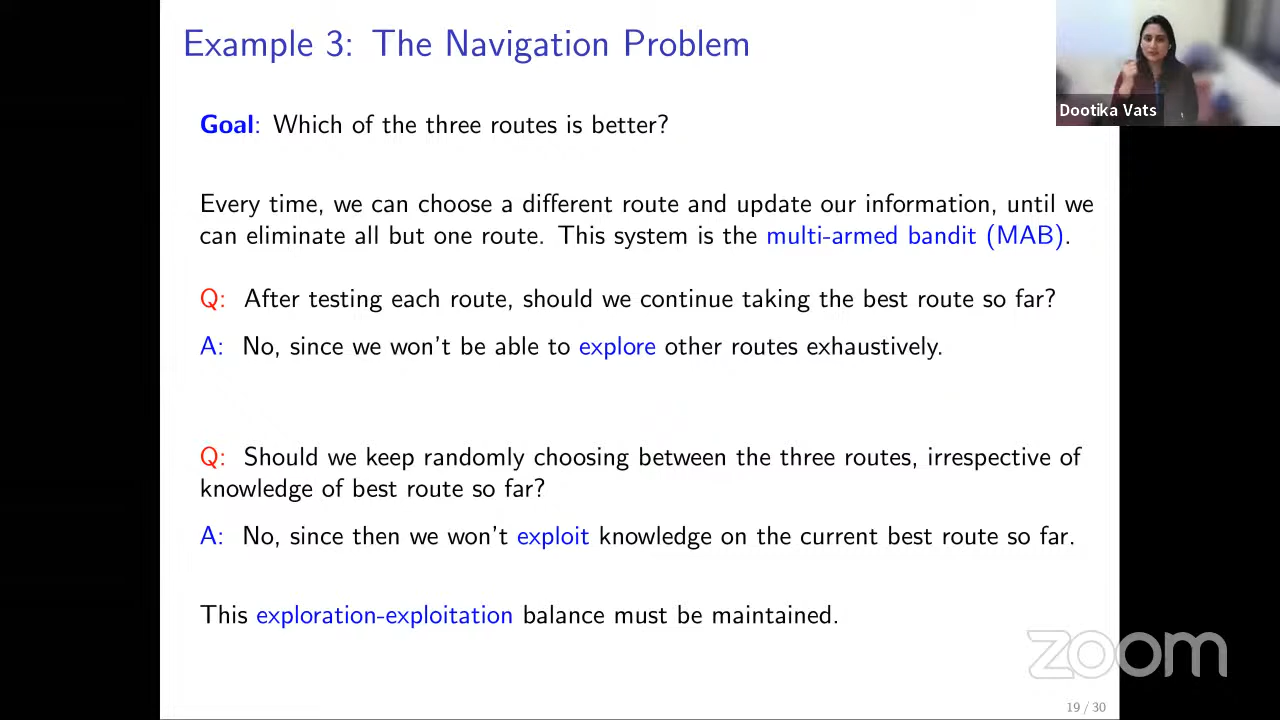 Example 3: The Navigation Problem
Dootika Vats
Goal: Which of the three routes is better?
Every time, we can choose a different route and update our information, until we
can eliminate all but one route. This system is the multi-armed bandit (MAB).
Q: After testing each route, should we continue taking the best route so far?
A: No, since we won't be able to explore other routes exhaustively.
Q: Should we keep randomly choosing between the three routes, irrespective of
knowledge of best route so far?
A: No, since then we won't exploit knowledge on the current best route so far.
This exploration-exploitation balance must be maintained.
zoom
19 / 30